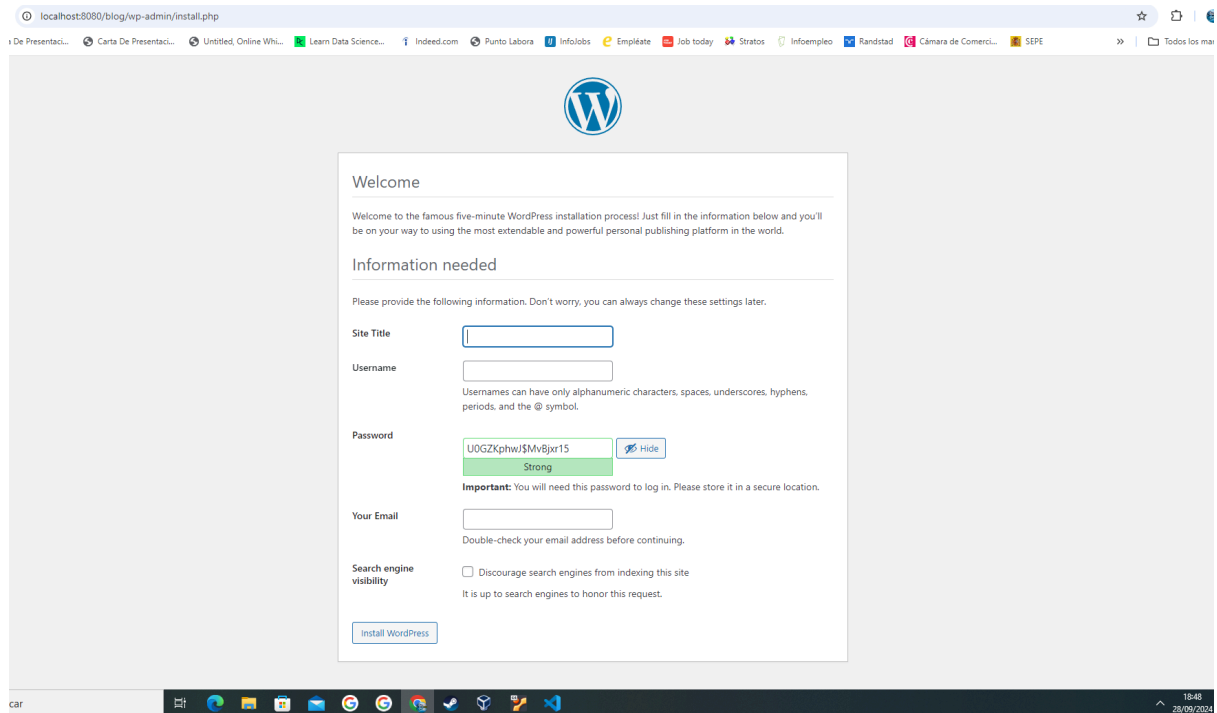 localhost:8080/blog/wp-admin/install.php
De Presentaci... Carta De Presentaci... Untitled, Online Whi... Learn Data Science... Indeed.com Punto Labora InfoJobs Empléate Job today Stratos Infoempleo Randstad Cámara de Comerci... SEPE » Todos los mar
Welcome
Welcome to the famous five-minute WordPress installation process! Just fill in the information below and you'll
be on your way to using the most extendable and powerful personal publishing platform in the world.
Information needed
Please provide the following information. Don't worry, you can always change these settings later.
Site Title
Username
Usernames can have only alphanumeric characters, spaces, underscores, hyphens,
periods, and the @ symbol.
Password
U0GZKphwJ$MvBjxr15 Hide
Strong
Important: You will need this password to log in. Please store it in a secure location.
Your Email
Double-check your email address before continuing.
Search engine
visibility
Discourage search engines from indexing this site
It is up to search engines to honor this request.
Install WordPress
car
18:48
28/09/2024